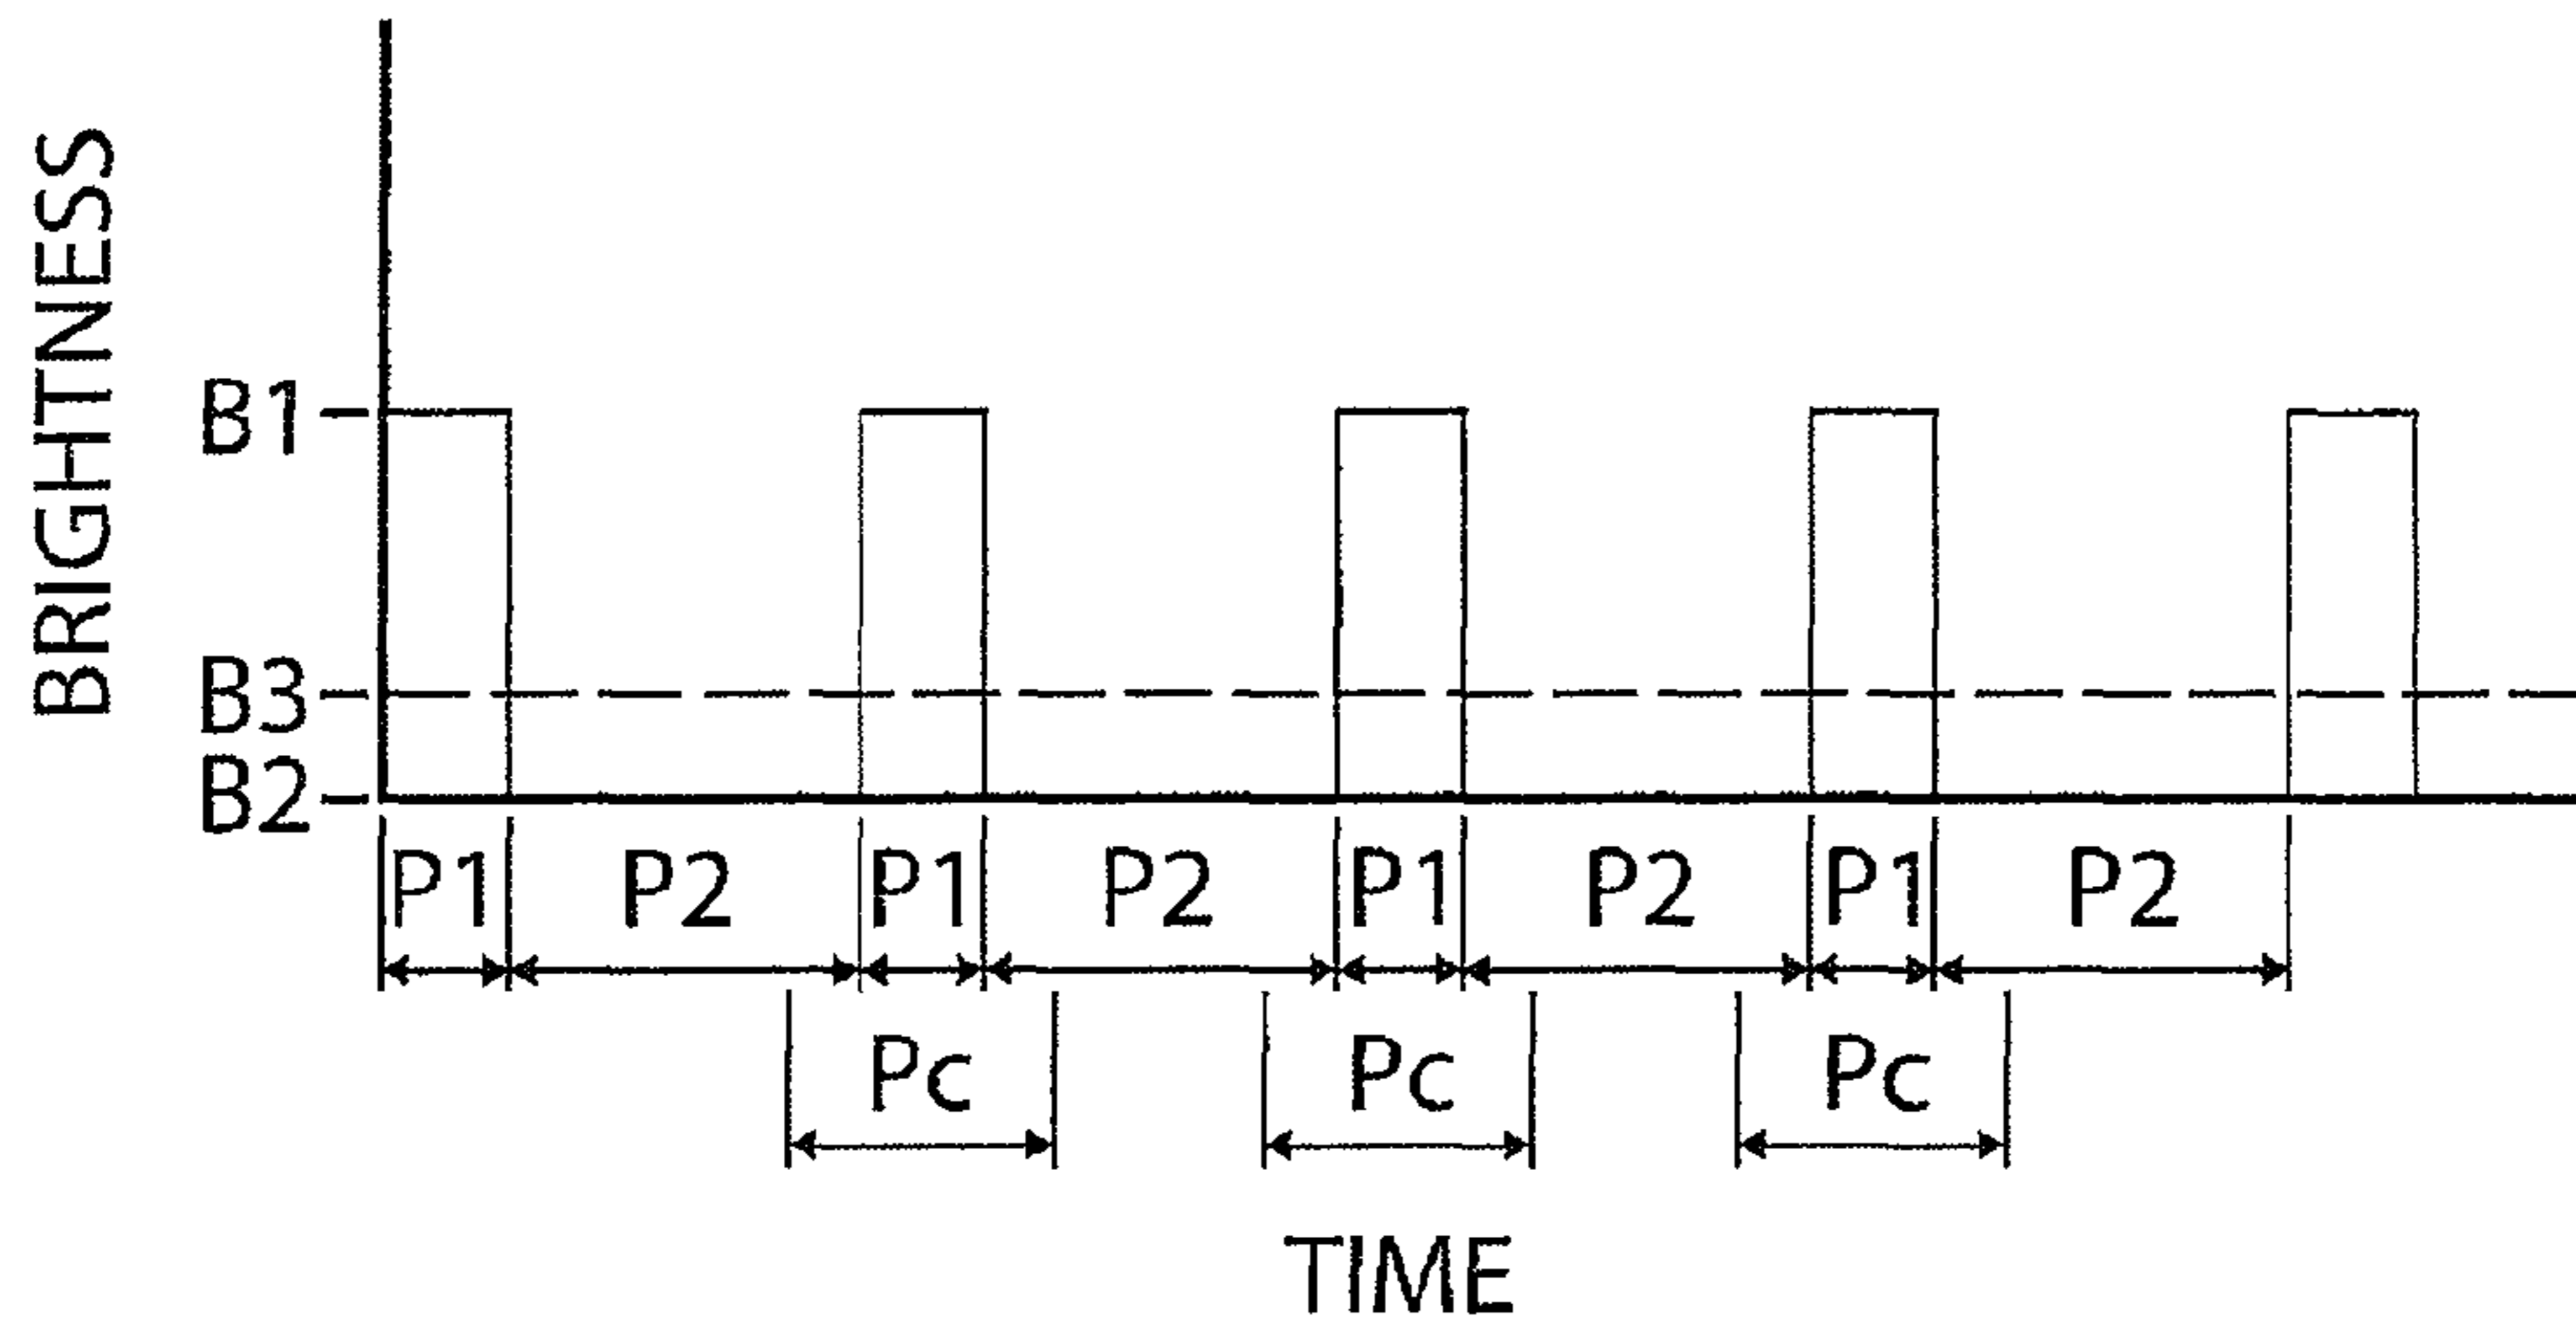 BRIGHTNESS
B1
B3
B2
P1 P2 P1 P2 P1 P2 P1 P2
Pc Pc Pc
TIME